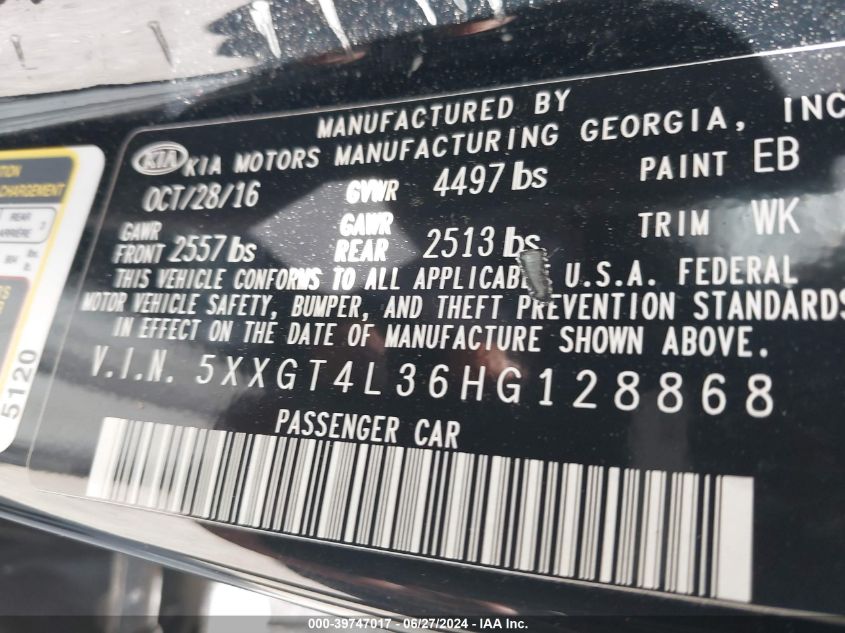 MANUFACTURED BY
KIA KIA MOTORS MANUFACTURING GEORGIA, INC
OCT/28/16 GVWR 4497 lbs PAINT EB
GAWR FRONT 2557 lbs GAWR REAR 2513 lbs TRIM WK
THIS VEHICLE CONFORMS TO ALL U.S.A. FEDERAL
MOTOR VEHICLE SAFETY, BUMPER, AND THEFT PREVENTION STANDARDS
IN EFFECT ON THE DATE OF MANUFACTURE SHOWN ABOVE.
V.I.N. 5XXGT4L36HG128868
PASSENGER CAR
REAR
5120
000-39747017 - 06/27/2024 - IAA Inc.